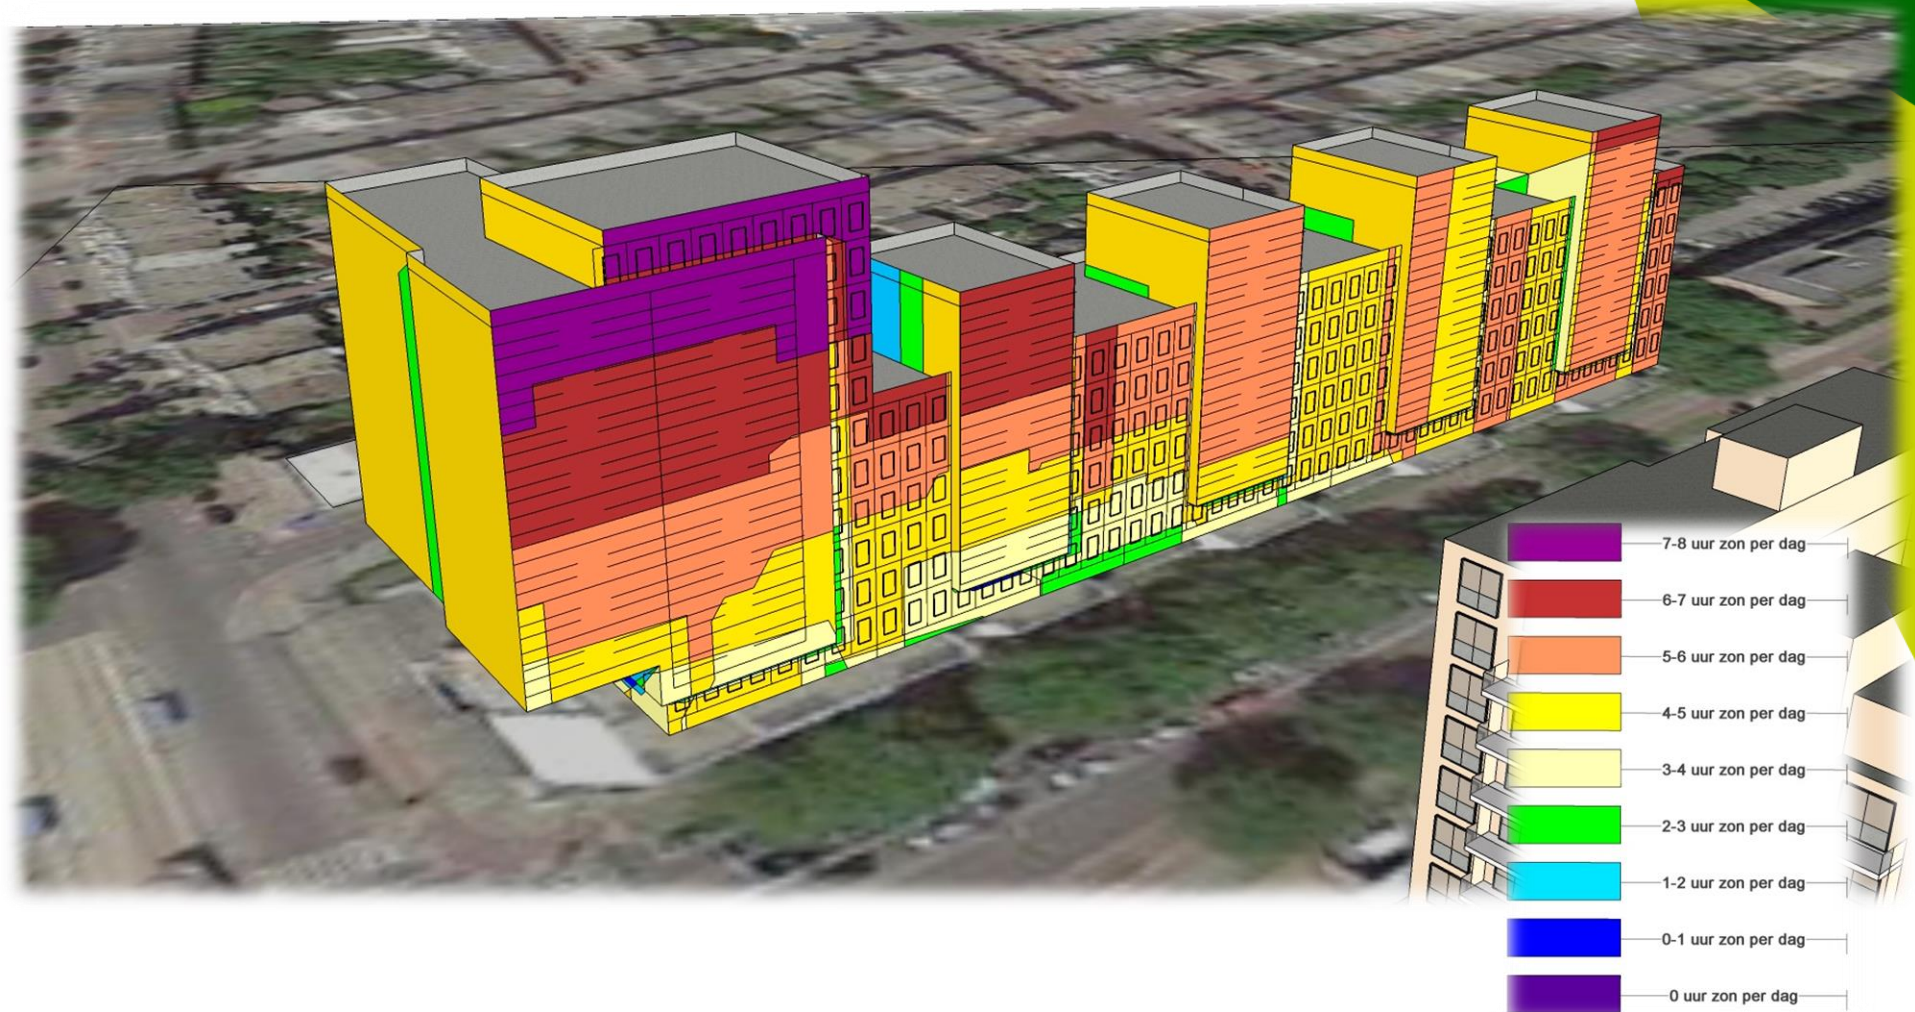 7-8 uur zon per dag
6-7 uur zon per dag
5-6 uur zon per dag
4-5 uur zon per dag
3-4 uur zon per dag
2-3 uur zon per dag
1-2 uur zon per dag
0-1 uur zon per dag
0 uur zon per dag